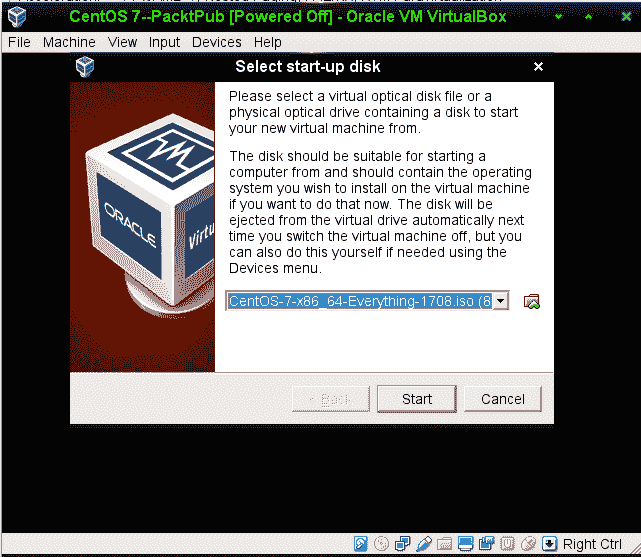 CentOS 7--PacktPub [Powered Off] - Oracle VM VirtualBox
File Machine View Input Devices Help
Select start-up disk
Please select a virtual optical disk file or a
physical optical drive containing a disk to start
your new virtual machine from.
The disk should be suitable for starting a
computer from and should contain the operating
system you wish to install on the virtual machine
if you want to do that now. The disk will be
ejected from the virtual drive automatically next
time you switch the virtual machine off, but you
can also do this yourself if needed using the
Devices menu.
ORACLE
Virtu
CentOS-7-x86_64-Everything-1708.iso (8
< Back
Start
Cancel
Right Ctrl